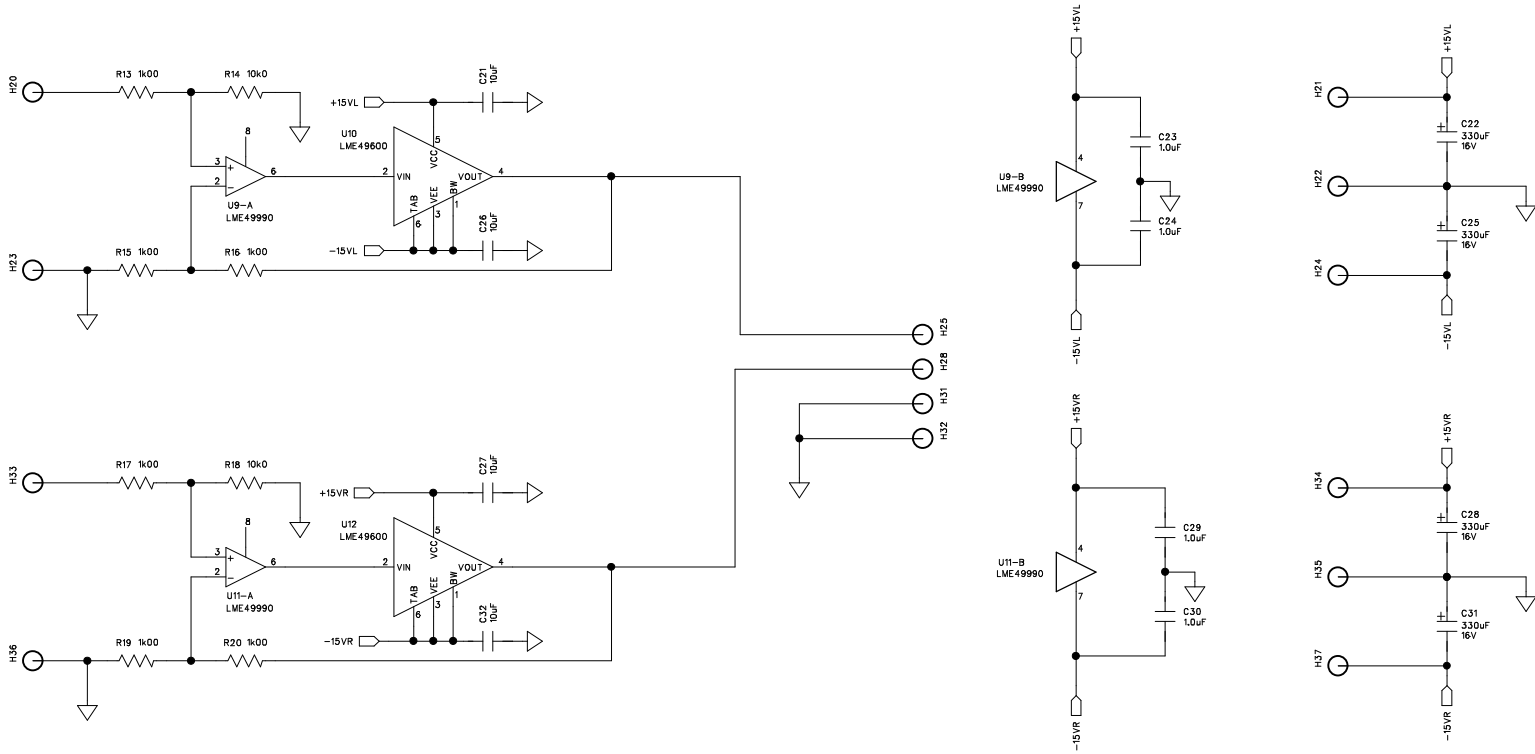 H20
R13 1k00
R14 10k0
8
3
+
2
−
6
U9-A
LME49990
H23
R15 1k00
R16 1k00
+15VL
U10
LME49600
C21
10uF
5
VCC
2
VIN
VOUT
4
TAB
VEE
BW
6
3
1
-15VL
C26
10uF
H25
H28
H31
H32
H33
R17 1k00
R18 10k0
8
3
+
2
−
6
U11-A
LME49990
H36
R19 1k00
R20 1k00
+15VR
U12
LME49600
C27
10uF
5
VCC
2
VIN
VOUT
4
TAB
VEE
BW
6
3
1
-15VR
C32
10uF
+15VL
U9-B
LME49990
4
7
C23
1.0uF
C24
1.0uF
-15VL
+15VR
U11-B
LME49990
4
7
C29
1.0uF
C30
1.0uF
-15VR
+15VL
H21
+
C22
330uF
16V
H22
+
C25
330uF
16V
H24
-15VL
+15VR
H34
+
C28
330uF
16V
H35
+
C31
330uF
16V
H37
-15VR